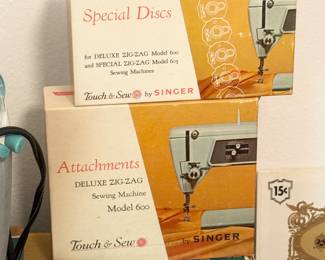 Special Discs
for DELUXE ZIG-ZAG Model 600
and SPECIAL ZIG-ZAG Model 603
Sewing Machines
Touch & Sew by SINGER
Attachments
DELUXE ZIG-ZAG
Sewing Machine
Model 600
Touch & Sew by SINGER
15¢